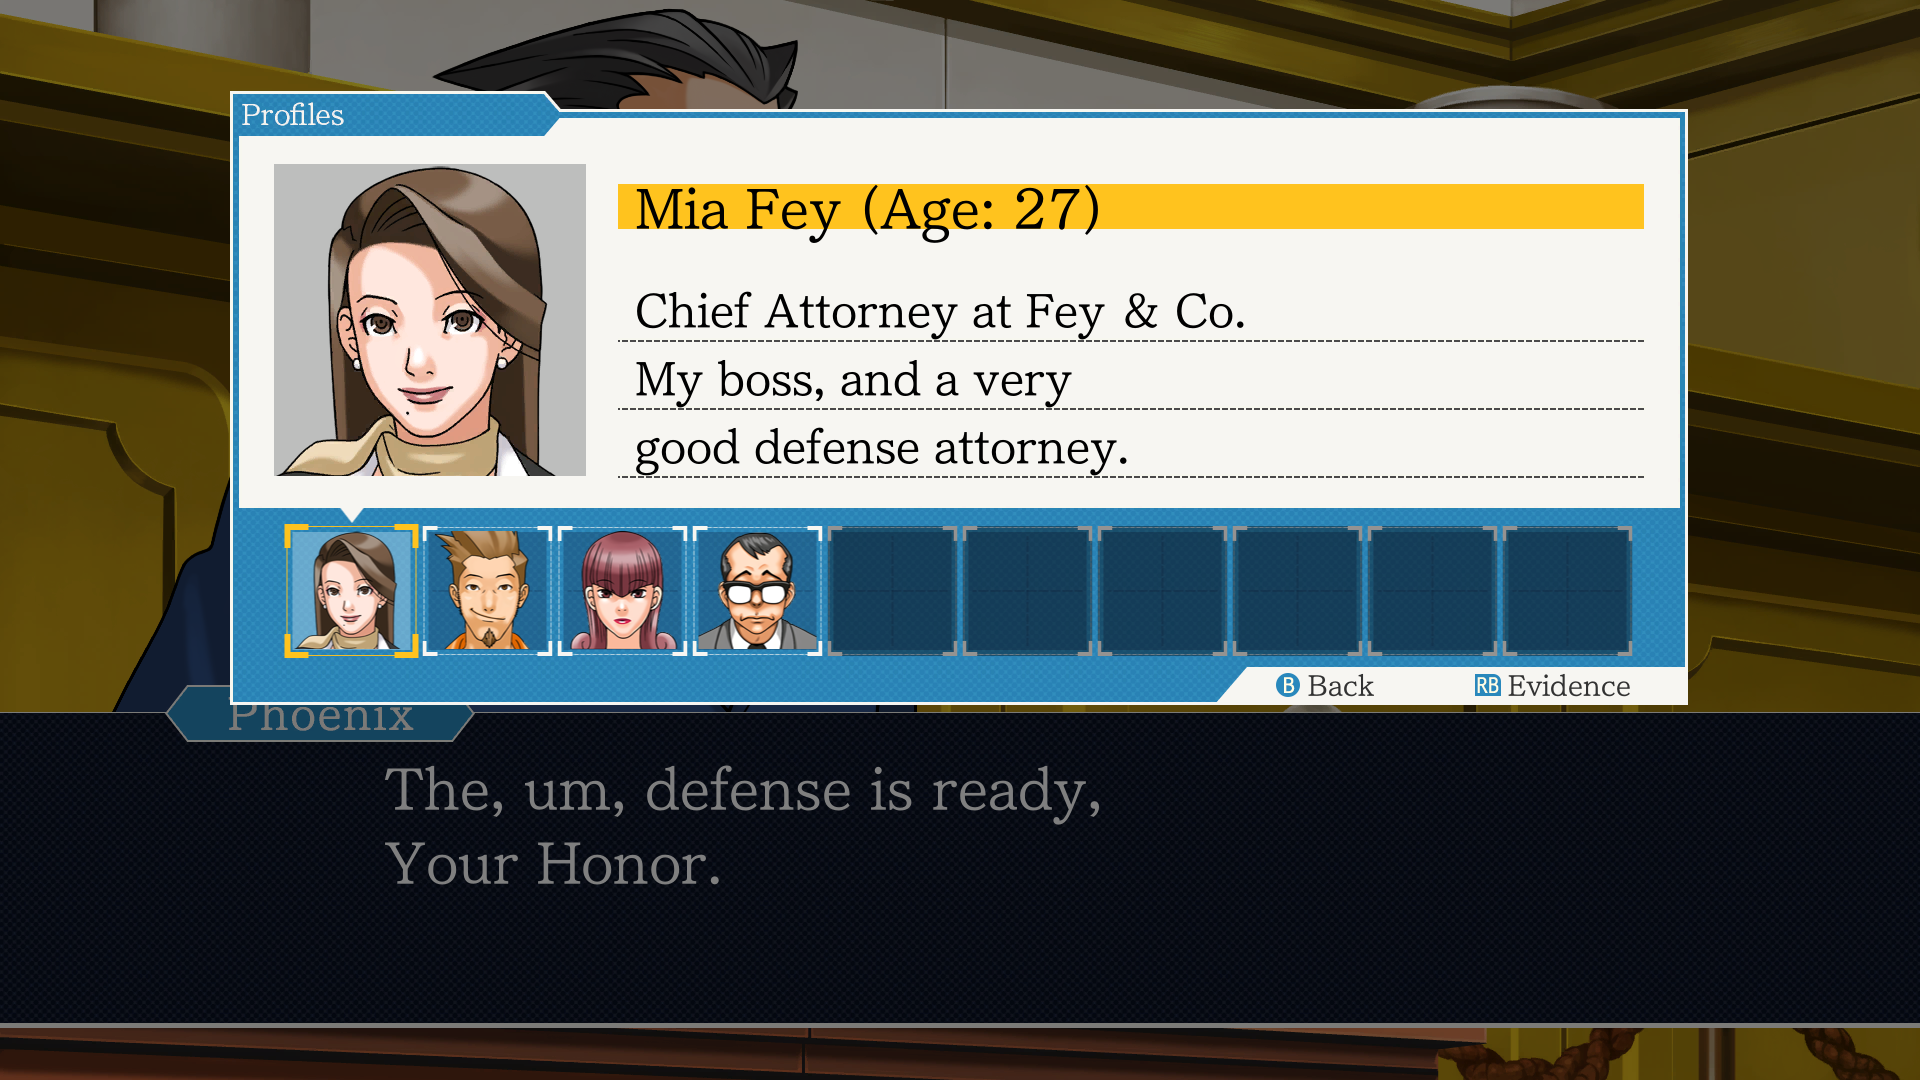 Profiles
Mia Fey (Age: 27)
Chief Attorney at Fey & Co.
My boss, and a very
good defense attorney.
B Back
RB Evidence
Phoenix
The, um, defense is ready,
Your Honor.